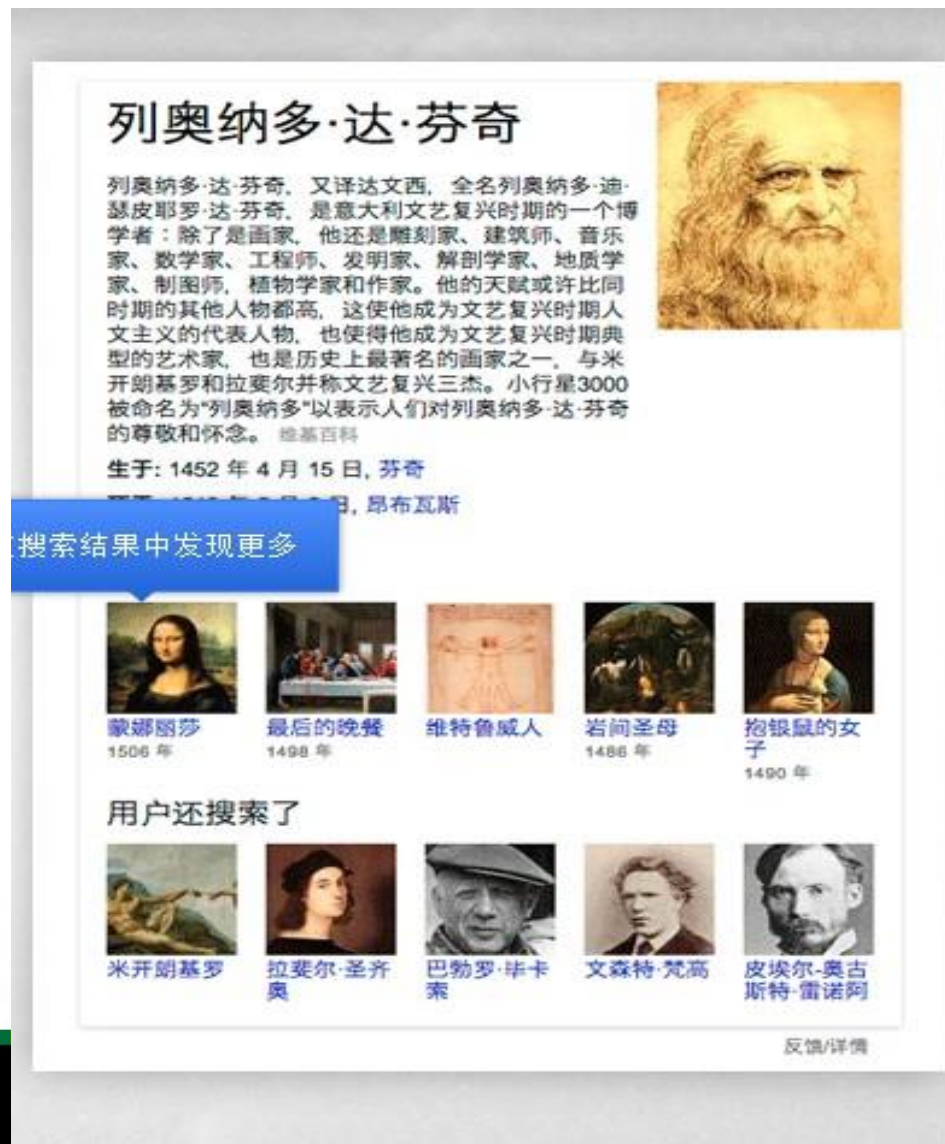 列奥纳多·达·芬奇
列奥纳多·达·芬奇，又译达文西，全名列奥纳多·迪·
瑟皮耶罗·达·芬奇，是意大利文艺复兴时期的一个博
学者：除了是画家，他还是雕刻家、建筑师、音乐
家、数学家、工程师、发明家、解剖学家、地质学
家、制图师，植物学家和作家。他的天赋或许比同
时期的其他人物都高，这使他成为文艺复兴时期人
文主义的代表人物，也使得他成为文艺复兴时期典
型的艺术家，也是历史上最著名的画家之一，与米
开朗基罗和拉斐尔并称文艺复兴三杰。小行星3000
被命名为“列奥纳多”以表示人们对列奥纳多·达·芬奇
的尊敬和怀念。 维基百科
生于: 1452 年 4 月 15 日, 芬奇
日, 昂布瓦斯
搜索结果中发现更多
蒙娜丽莎
1506 年
最后的晚餐
1498 年
维特鲁威人
岩间圣母
1486 年
抱银鼠的女
子
1490 年
用户还搜索了
米开朗基罗
拉斐尔·圣齐
奥
巴勃罗·毕卡
索
文森特·梵高
皮埃尔-奥古
斯特·雷诺阿
反馈/详情